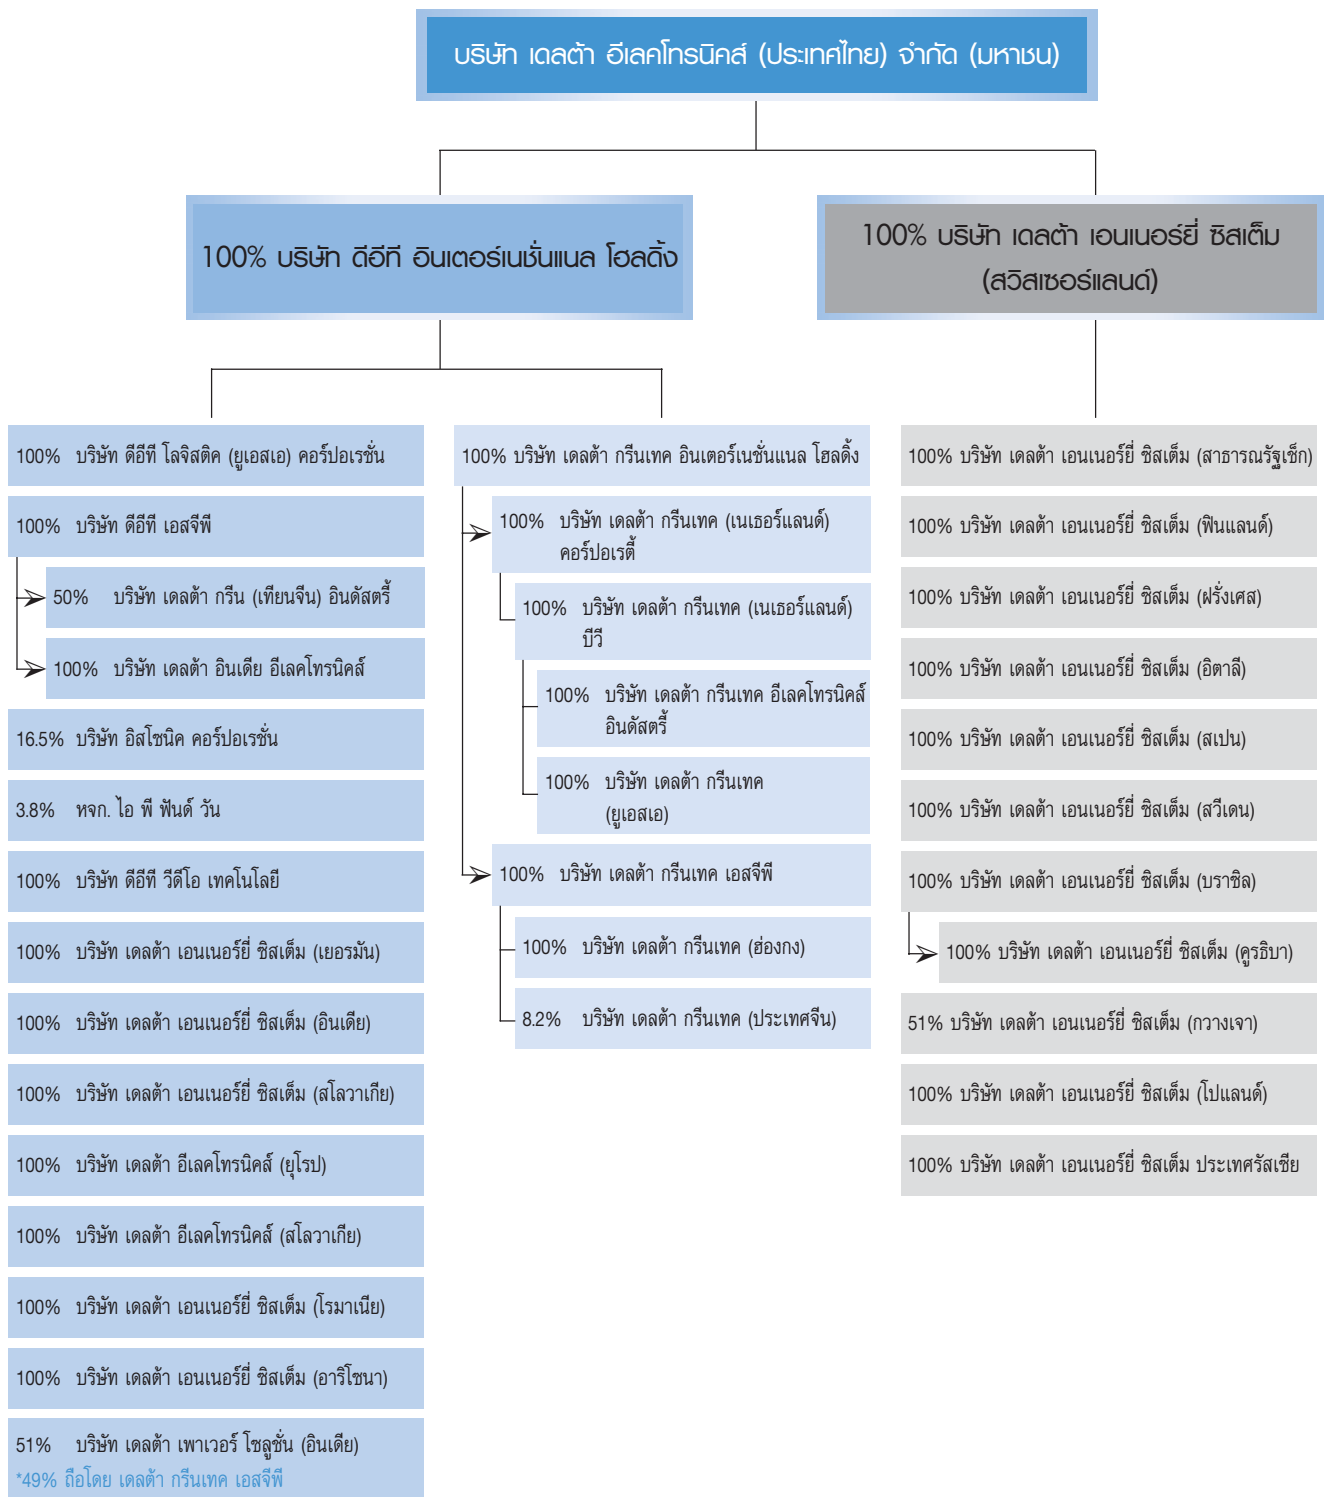 บริษัท เดลต้า อีเลคโทรนิคส์ (ประเทศไทย) จำกัด (มหาชน)
100% บริษัท ดีอีที อินเตอร์เนชั่นแนล โฮลดิ้ง
100% บริษัท เดลต้า เอนเนอร์ยี่ ซิสเต็ม
(สวิสเซอร์แลนด์)
100% บริษัท ดีอีที โลจิสติค (ยูเอสเอ) คอร์ปอเรชั่น
100% บริษัท ดีอีที เอสจีพี
50% บริษัท เดลต้า กรีน (เทียนจีน) อินดัสตรี้
100% บริษัท เดลต้า อินเดีย อีเลคโทรนิคส์
16.5% บริษัท อิสโซนิค คอร์ปอเรชั่น
3.8% หจก. ไอ พี ฟันด์ วัน
100% บริษัท ดีอีที วีดีโอ เทคโนโลยี
100% บริษัท เดลต้า เอนเนอร์ยี่ ซิสเต็ม (เยอรมัน)
100% บริษัท เดลต้า เอนเนอร์ยี่ ซิสเต็ม (อินเดีย)
100% บริษัท เดลต้า เอนเนอร์ยี่ ซิสเต็ม (สโลวาเกีย)
100% บริษัท เดลต้า อีเลคโทรนิคส์ (ยุโรป)
100% บริษัท เดลต้า อีเลคโทรนิคส์ (สโลวาเกีย)
100% บริษัท เดลต้า เอนเนอร์ยี่ ซิสเต็ม (โรมาเนีย)
100% บริษัท เดลต้า เอนเนอร์ยี่ ซิสเต็ม (อาริโซนา)
51% บริษัท เดลต้า เพาเวอร์ โซลูชั่น (อินเดีย)
*49% ถือโดย เดลต้า กรีนเทค เอสจีพี
100% บริษัท เดลต้า กรีนเทค อินเตอร์เนชั่นแนล โฮลดิ้ง
100% บริษัท เดลต้า กรีนเทค (เนเธอร์แลนด์)
คอร์ปอเรตี้
100% บริษัท เดลต้า กรีนเทค (เนเธอร์แลนด์)
บีวี
100% บริษัท เดลต้า กรีนเทค อีเลคโทรนิคส์
อินดัสตรี้
100% บริษัท เดลต้า กรีนเทค
(ยูเอสเอ)
100% บริษัท เดลต้า กรีนเทค เอสจีพี
100% บริษัท เดลต้า กรีนเทค (ฮ่องกง)
8.2% บริษัท เดลต้า กรีนเทค (ประเทศจีน)
100% บริษัท เดลต้า เอนเนอร์ยี่ ซิสเต็ม (สาธารณรัฐเช็ก)
100% บริษัท เดลต้า เอนเนอร์ยี่ ซิสเต็ม (ฟินแลนด์)
100% บริษัท เดลต้า เอนเนอร์ยี่ ซิสเต็ม (ฝรั่งเศส)
100% บริษัท เดลต้า เอนเนอร์ยี่ ซิสเต็ม (อิตาลี)
100% บริษัท เดลต้า เอนเนอร์ยี่ ซิสเต็ม (สเปน)
100% บริษัท เดลต้า เอนเนอร์ยี่ ซิสเต็ม (สวีเดน)
100% บริษัท เดลต้า เอนเนอร์ยี่ ซิสเต็ม (บราซิล)
100% บริษัท เดลต้า เอนเนอร์ยี่ ซิสเต็ม (คูรธิบา)
51% บริษัท เดลต้า เอนเนอร์ยี่ ซิสเต็ม (กวางเจา)
100% บริษัท เดลต้า เอนเนอร์ยี่ ซิสเต็ม (โปแลนด์)
100% บริษัท เดลต้า เอนเนอร์ยี่ ซิสเต็ม ประเทศรัสเซีย